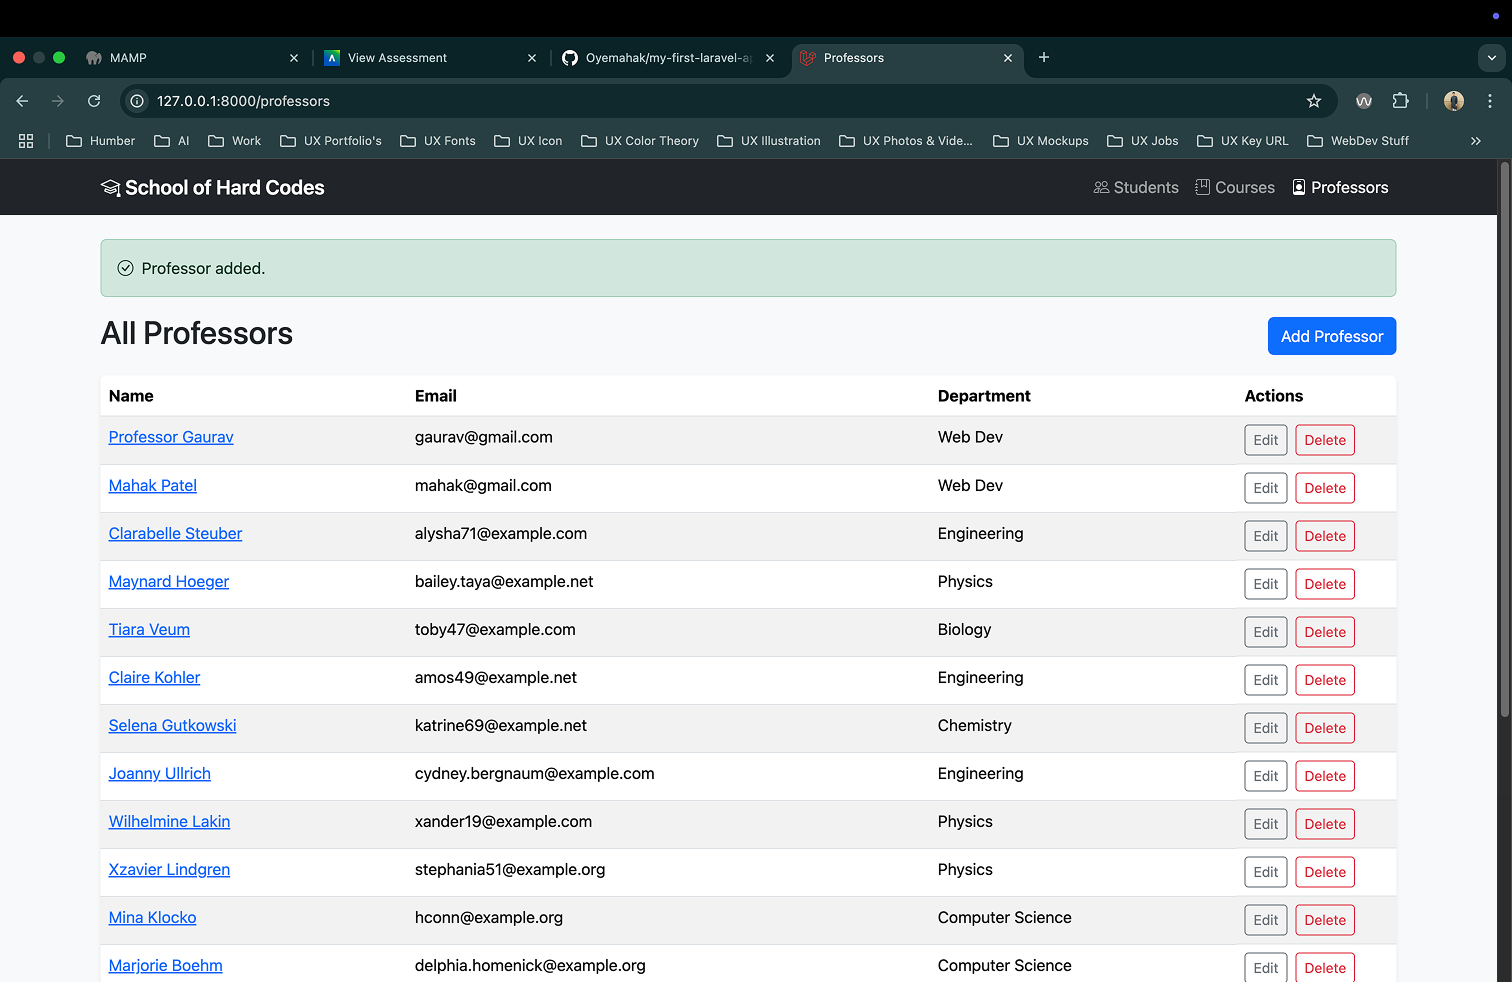 MAMP
View Assessment
Oyemahak/my-first-laravel-ap
Professors
127.0.0.1:8000/professors
Humber AI Work UX Portfolio's UX Fonts UX Icon UX Color Theory UX Illustration UX Photos & Vide... UX Mockups UX Jobs UX Key URL WebDev Stuff
School of Hard Codes
Students Courses Professors
Professor added.
All Professors
Add Professor
Name Email Department Actions
Professor Gaurav gaurav@gmail.com Web Dev Edit Delete
Mahak Patel mahak@gmail.com Web Dev Edit Delete
Clarabelle Steuber alysha71@example.com Engineering Edit Delete
Maynard Hoeger bailey.taya@example.net Physics Edit Delete
Tiara Veum toby47@example.com Biology Edit Delete
Claire Kohler amos49@example.net Engineering Edit Delete
Selena Gutkowski katrine69@example.net Chemistry Edit Delete
Joanny Ullrich cydney.bergnaum@example.com Engineering Edit Delete
Wilhelmine Lakin xander19@example.com Physics Edit Delete
Xzavier Lindgren stephania51@example.org Physics Edit Delete
Mina Klocko hconn@example.org Computer Science Edit Delete
Marjorie Boehm delphia.homenick@example.org Computer Science Edit Delete